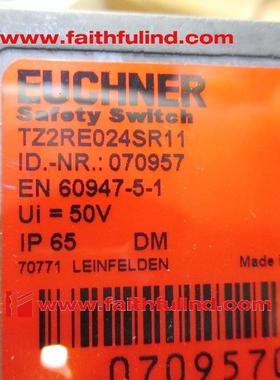 www.faithfulind.com
EUCHNER
Safety Switch
TZ2RE024SR11
ID.-NR.: 070957
EN 60947-5-1
Ui = 50V
IP 65 DM
70771 LEINFELDEN Made
www.faithfulind.com
070957